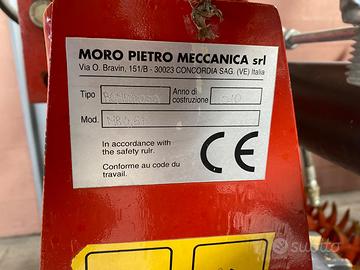 MORO PIETRO MECCANICA srl
Via O. Bravin, 151/B - 30023 CONCORDIA SAG. (VE) Italia
Tipo
Anno di
costruzione
Mod.
In accordance with
the safety rulr.
Conforme au code du
travail.
CE
subito